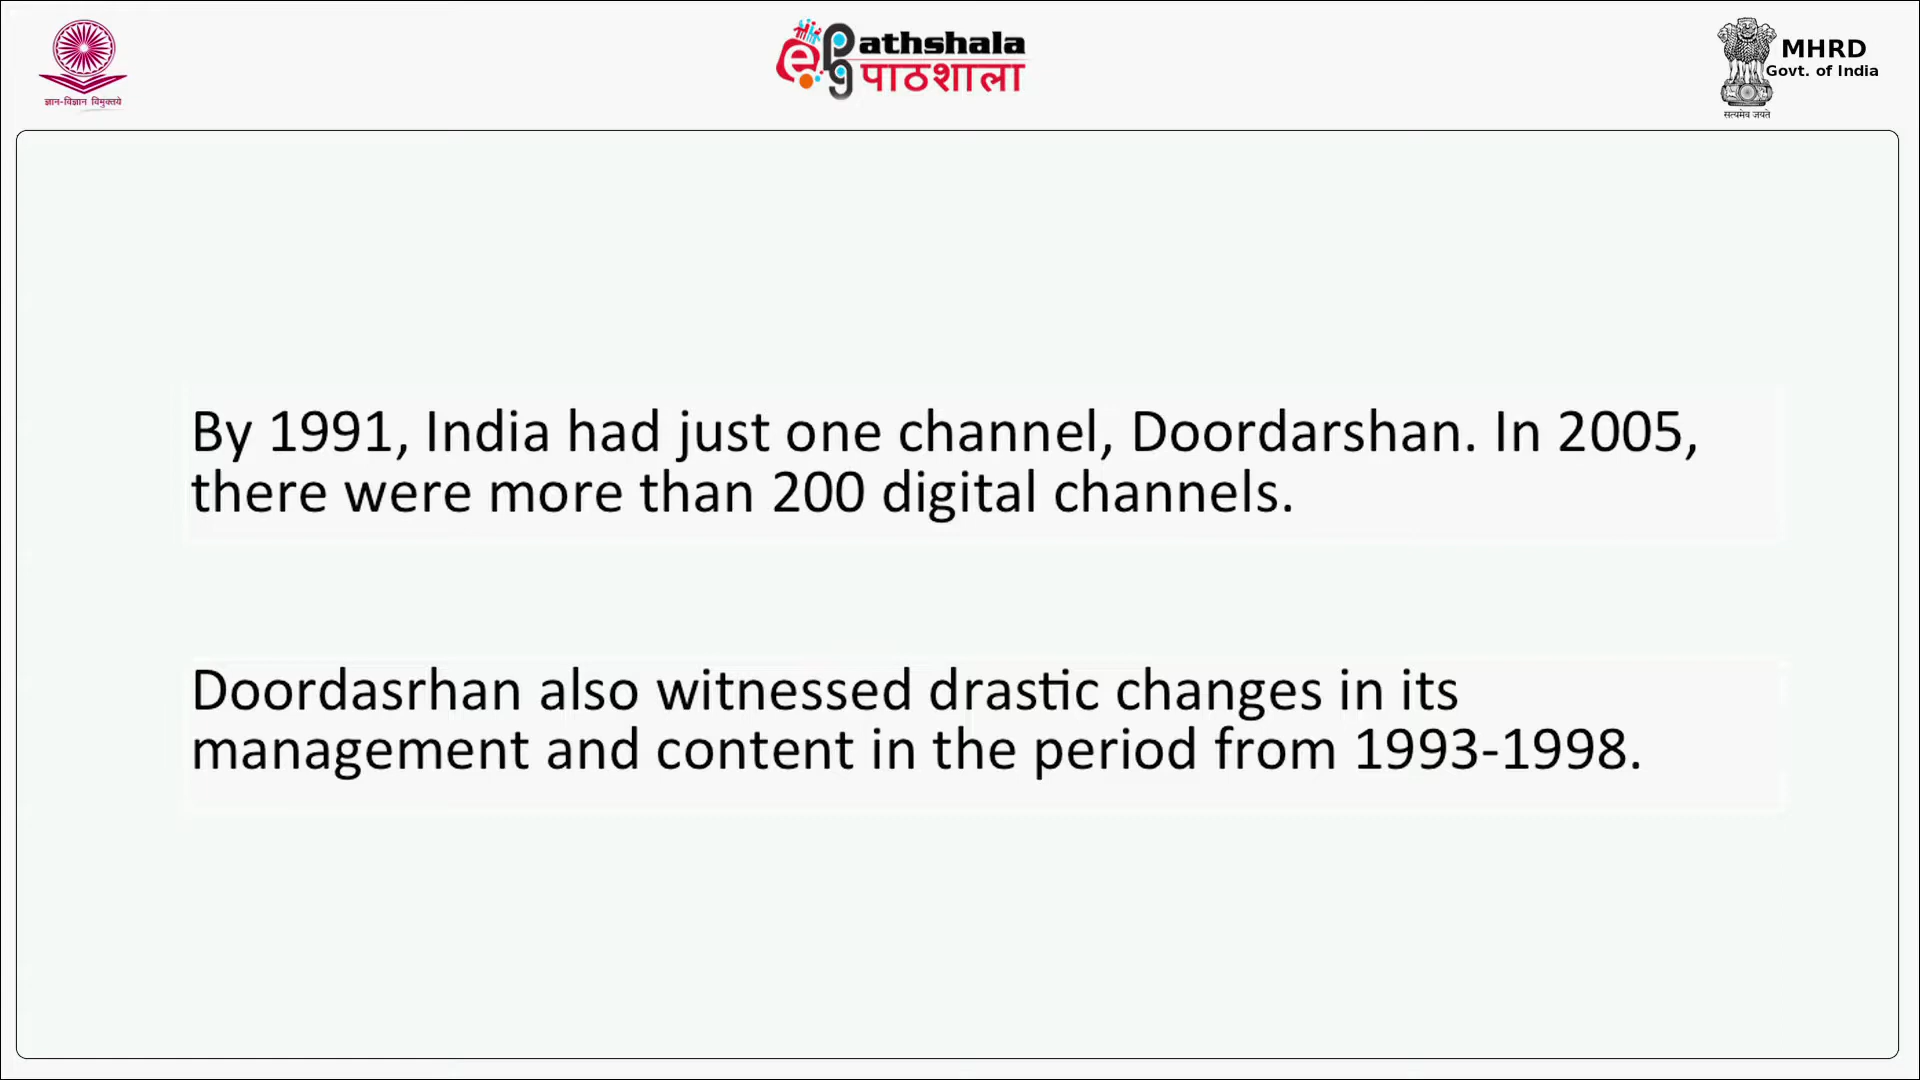 ज्ञान-विज्ञान विमुक्तये
athshala
पाठशाला
MHRD
Govt. of India
सत्यमेव जयते
By 1991, India had just one channel, Doordarshan. In 2005,
there were more than 200 digital channels.
Doordasrhan also witnessed drastic changes in its
management and content in the period from 1993-1998.